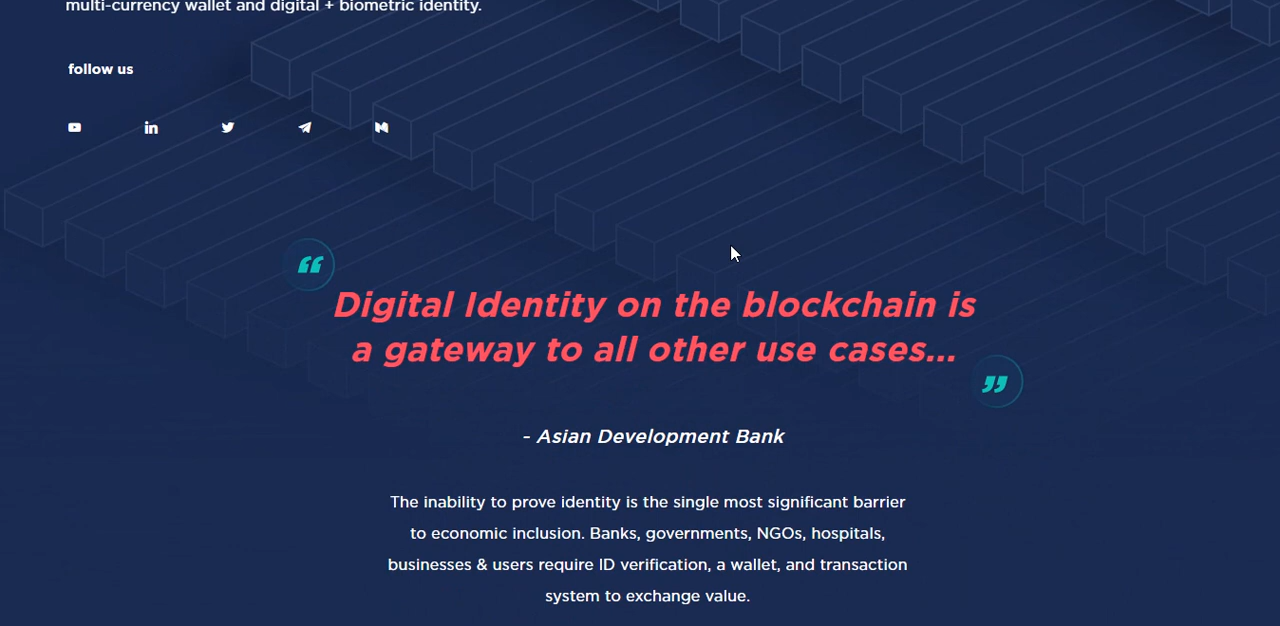 multi-currency wallet and digital + biometric identity.
follow us
“
Digital Identity on the blockchain is
a gateway to all other use cases...
”
- Asian Development Bank
The inability to prove identity is the single most significant barrier
to economic inclusion. Banks, governments, NGOs, hospitals,
businesses & users require ID verification, a wallet, and transaction
system to exchange value.